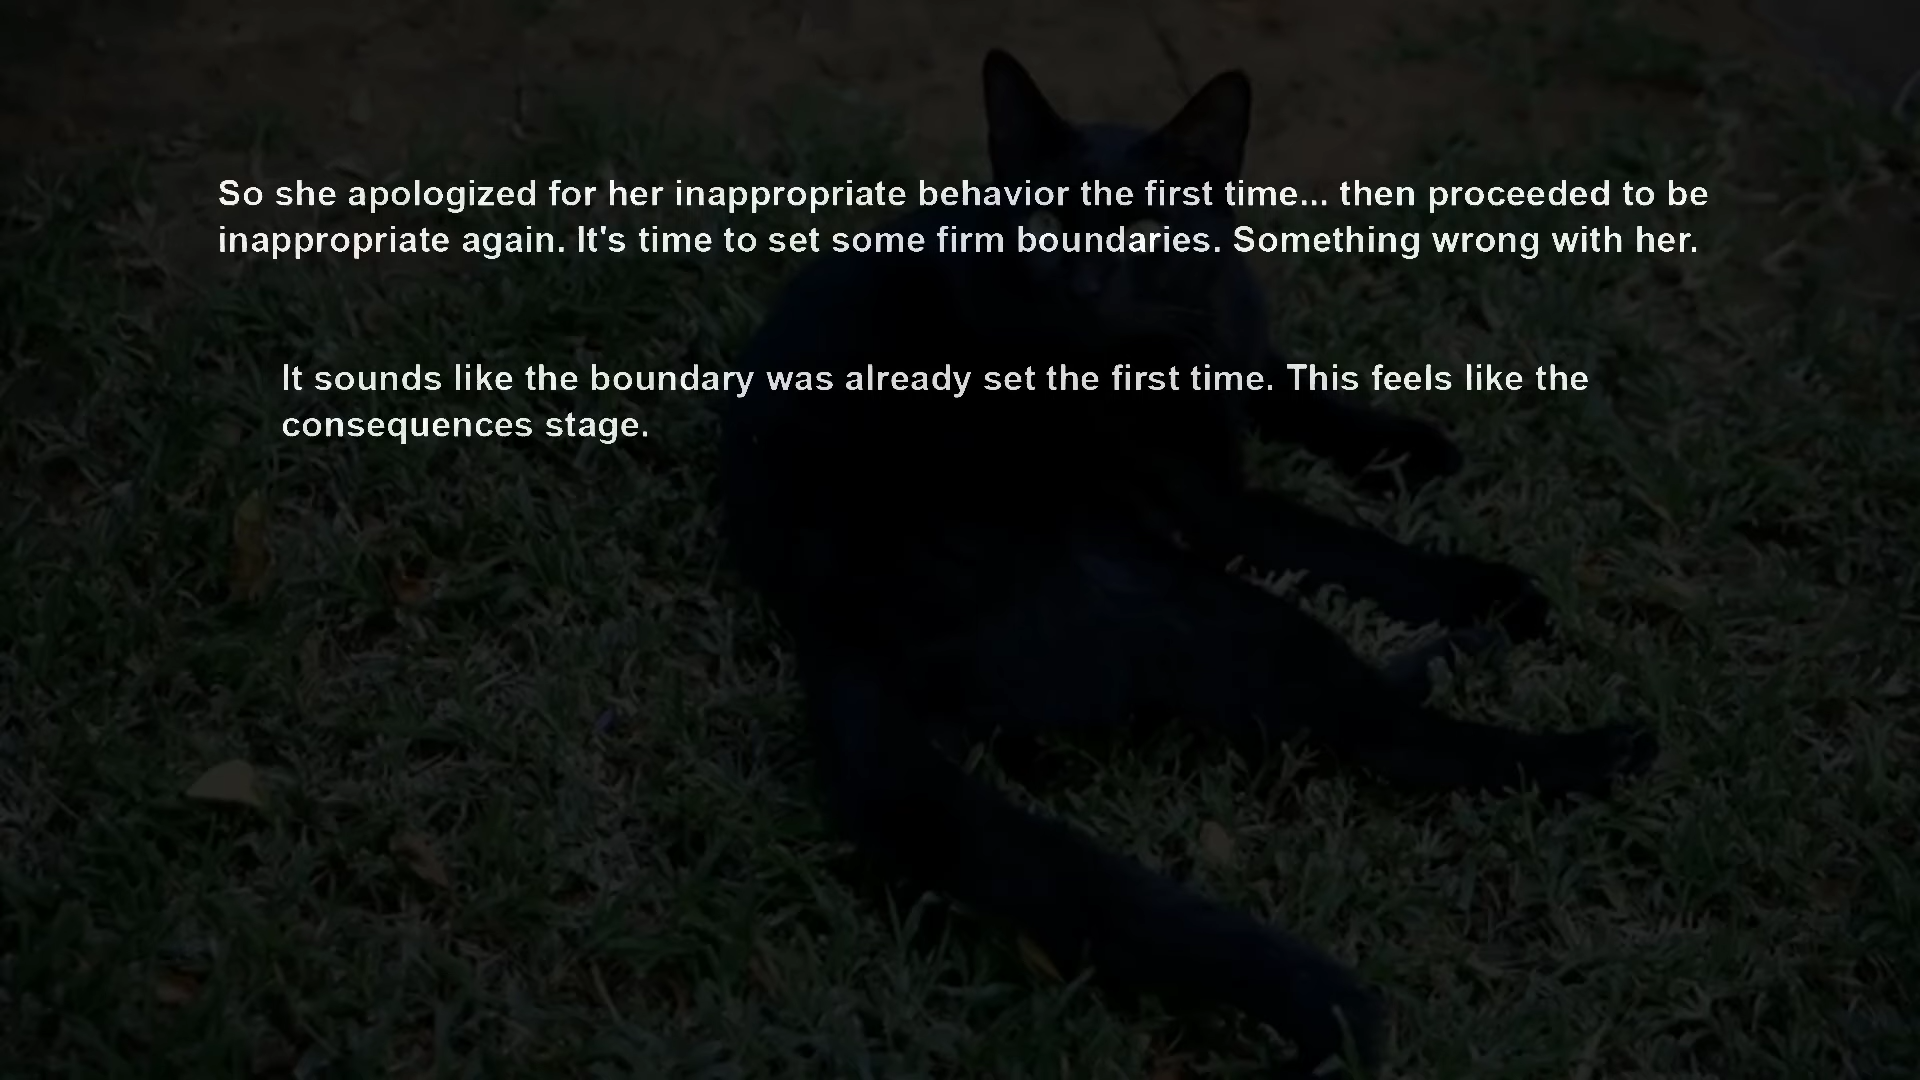 So she apologized for her inappropriate behavior the first time... then proceeded to be
inappropriate again. It's time to set some firm boundaries. Something wrong with her.
It sounds like the boundary was already set the first time. This feels like the
consequences stage.